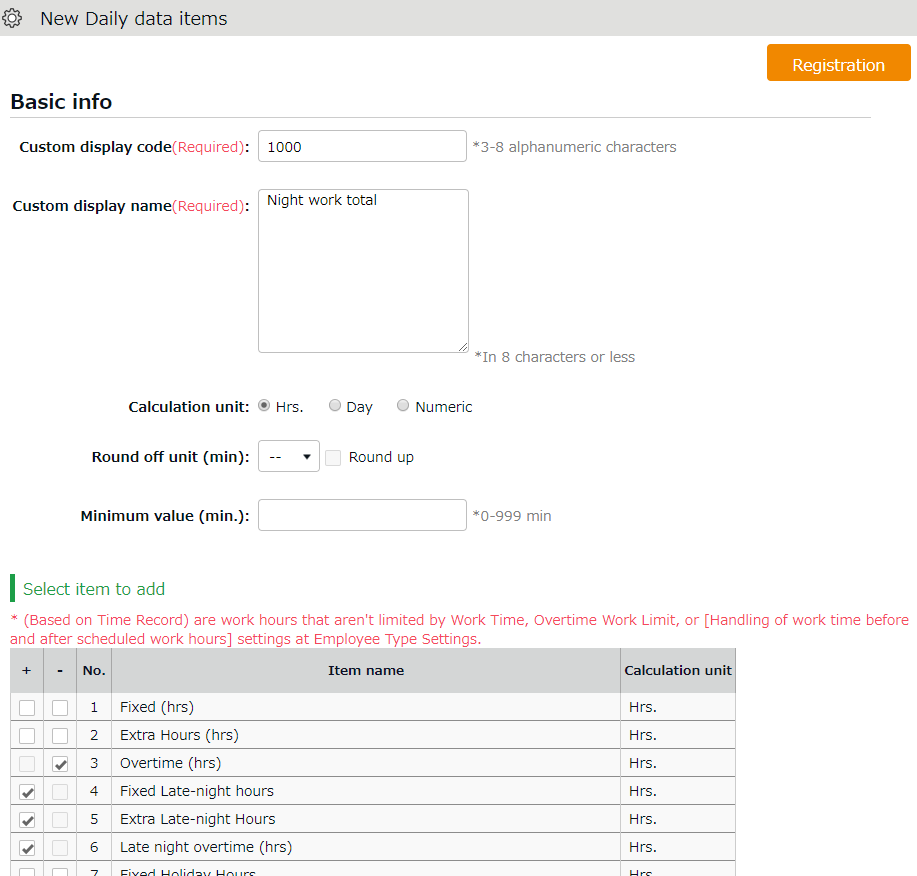 New Daily data items
Registration
Basic info
Custom display code(Required): 1000 *3-8 alphanumeric characters
Custom display name(Required): Night work total
*In 8 characters or less
Calculation unit: Hrs. Day Numeric
Round off unit (min): -- Round up
Minimum value (min.): *0-999 min
Select item to add
* (Based on Time Record) are work hours that aren't limited by Work Time, Overtime Work Limit, or [Handling of work time before
and after scheduled work hours] settings at Employee Type Settings.
+ - No. Item name Calculation unit
1 Fixed (hrs) Hrs.
2 Extra Hours (hrs) Hrs.
3 Overtime (hrs) Hrs.
4 Fixed Late-night hours Hrs.
5 Extra Late-night Hours Hrs.
6 Late night overtime (hrs) Hrs.
7 Fixed Holiday Hours Hrs.